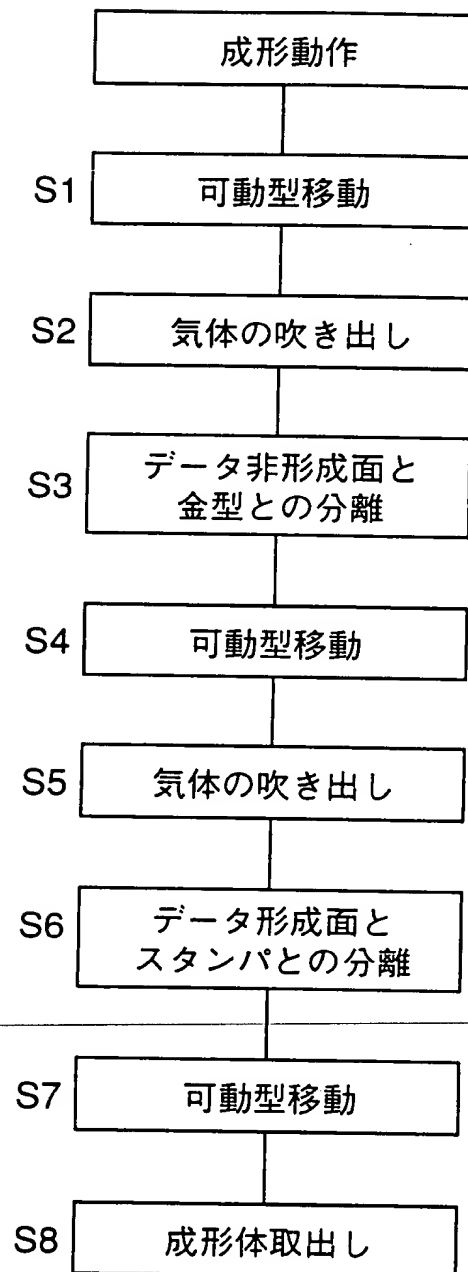 成形動作
S1 可動型移動
S2 気体の吹き出し
S3 データ非形成面と
金型との分離
S4 可動型移動
S5 気体の吹き出し
S6 データ形成面と
スタンパとの分離
S7 可動型移動
S8 成形体取出し